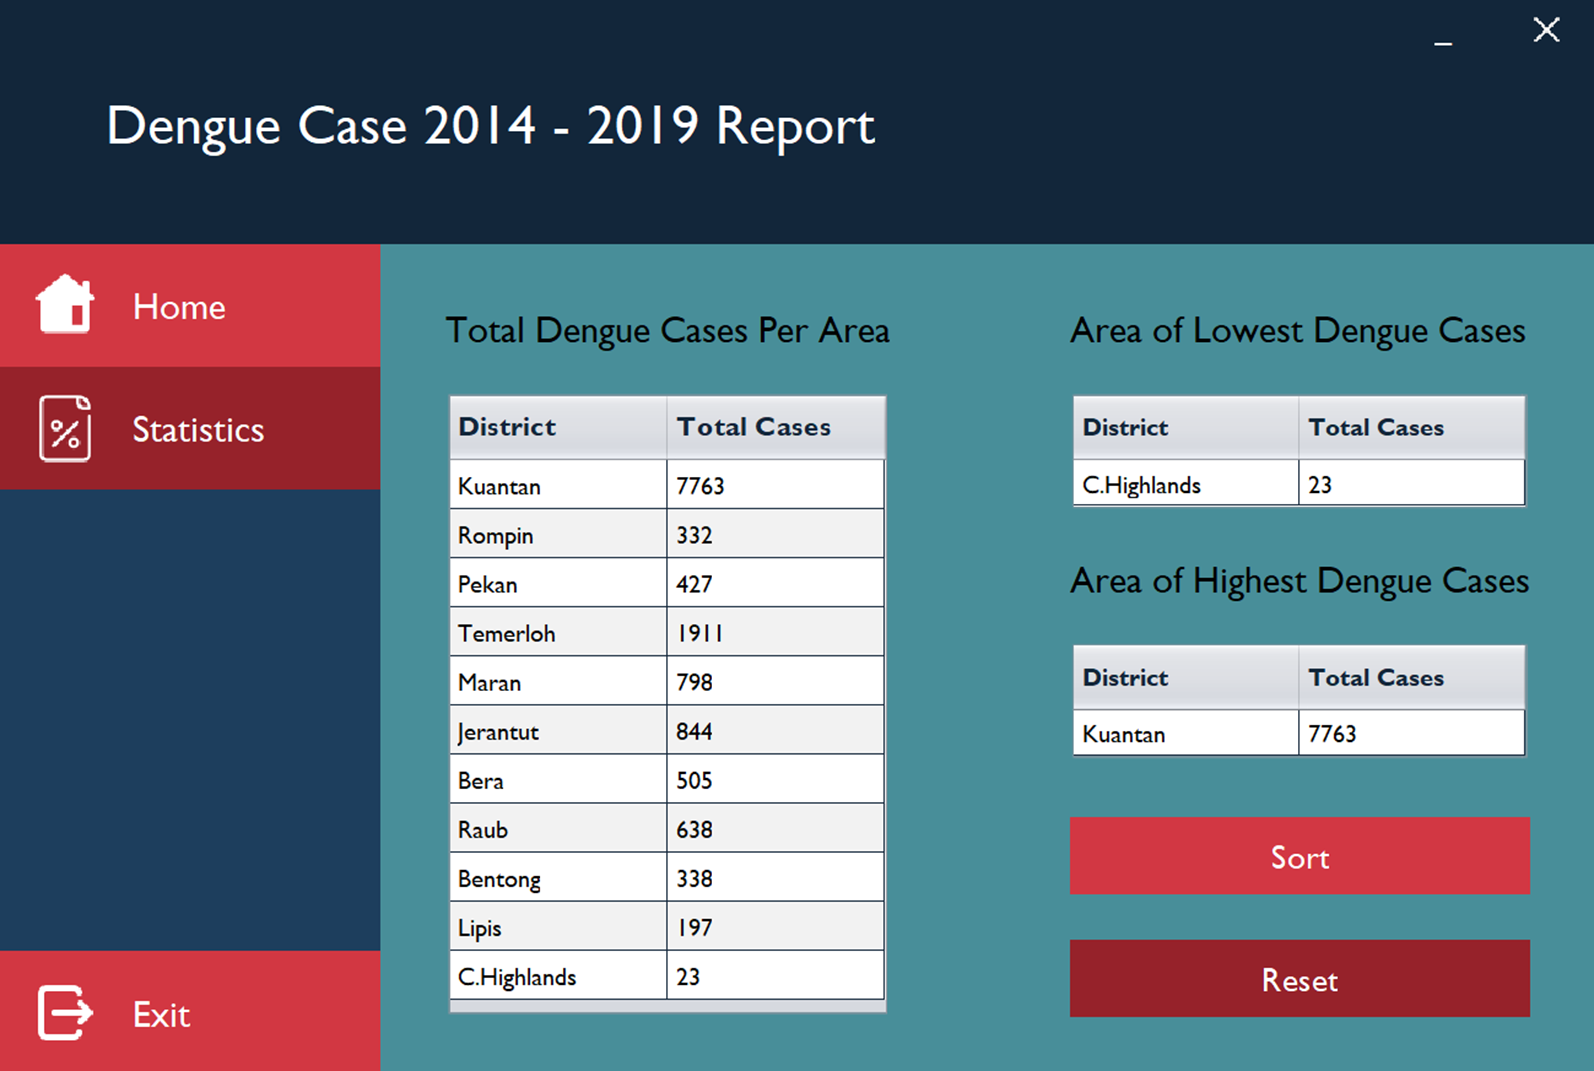 Dengue Case 2014 - 2019 Report
Home
Statistics
Exit
Total Dengue Cases Per Area
District Total Cases
Kuantan 7763
Rompin 332
Pekan 427
Temerloh 1911
Maran 798
Jerantut 844
Bera 505
Raub 638
Bentong 338
Lipis 197
C.Highlands 23
Area of Lowest Dengue Cases
District Total Cases
C.Highlands 23
Area of Highest Dengue Cases
District Total Cases
Kuantan 7763
Sort
Reset